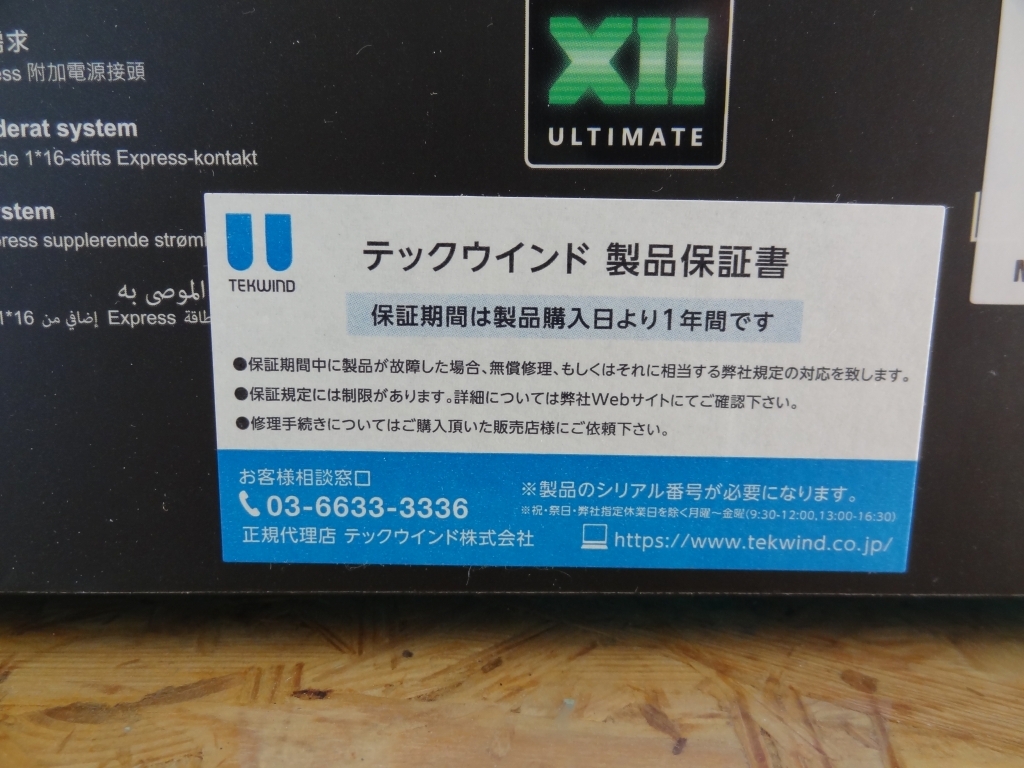 求
ess 附加電源接頭
XII
ULTIMATE
derat system
de 1*16-stifts Express-kontakt
stem
press supplerende strøml
الموصى به
طاقة Express إضافي من 16*1
TEKWIND
テックウインド 製品保証書
保証期間は製品購入日より1年間です
●保証期間中に製品が故障した場合、無償修理、もしくはそれに相当する弊社規定の対応を致します。
●保証規定には制限があります。詳細については弊社Webサイトにてご確認下さい。
●修理手続きについてはご購入頂いた販売店様にご依頼下さい。
お客様相談窓口
03-6633-3336
正規代理店 テックウインド株式会社
※製品のシリアル番号が必要になります。
※祝・祭日・弊社指定休業日を除く月曜〜金曜(9:30-12:00,13:00-16:30)
https://www.tekwind.co.jp/